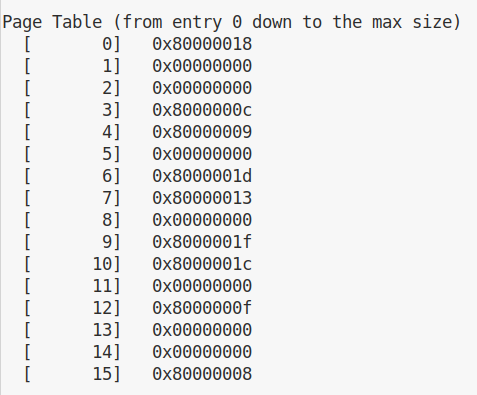 Page Table (from entry 0 down to the max size)
  [       0]   0x80000018
  [       1]   0x00000000
  [       2]   0x00000000
  [       3]   0x8000000c
  [       4]   0x80000009
  [       5]   0x00000000
  [       6]   0x8000001d
  [       7]   0x80000013
  [       8]   0x00000000
  [       9]   0x8000001f
  [      10]   0x8000001c
  [      11]   0x00000000
  [      12]   0x8000000f
  [      13]   0x00000000
  [      14]   0x00000000
  [      15]   0x80000008